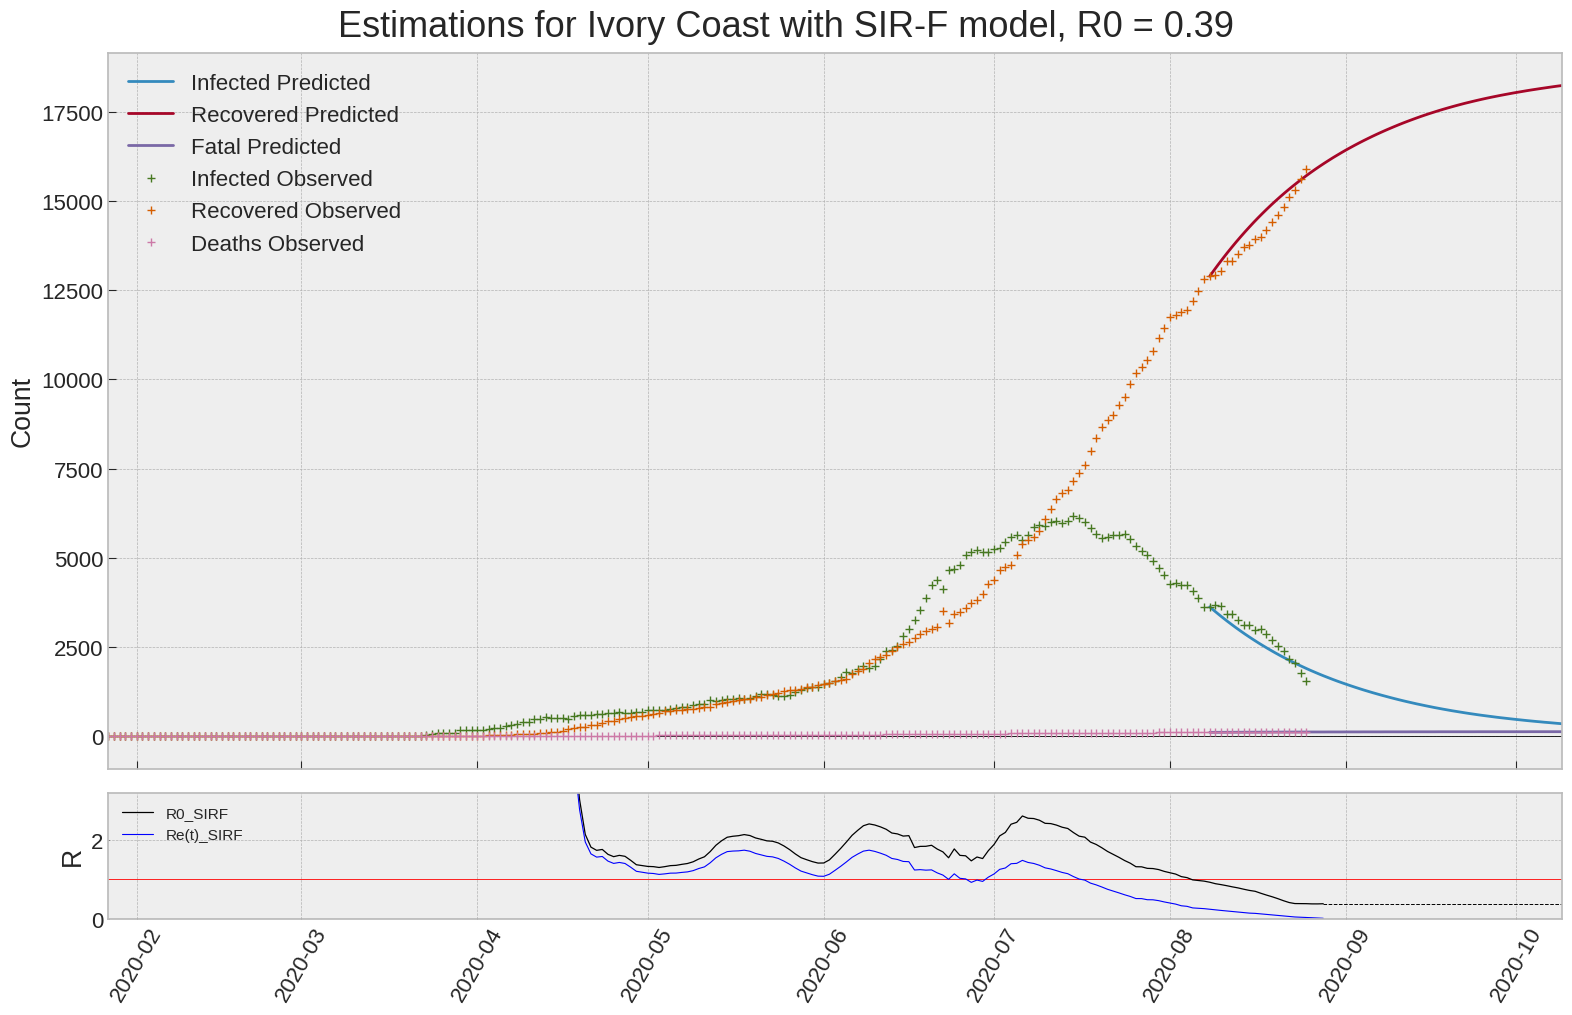 Estimations for Ivory Coast with SIR-F model, R0 = 0.39
Infected Predicted
Recovered Predicted
Fatal Predicted
Infected Observed
Recovered Observed
Deaths Observed
17500
15000
12500
10000
7500
5000
2500
0
Count
R0_SIRF
Re(t)_SIRF
2
0
R
2020-02
2020-03
2020-04
2020-05
2020-06
2020-07
2020-08
2020-09
2020-10